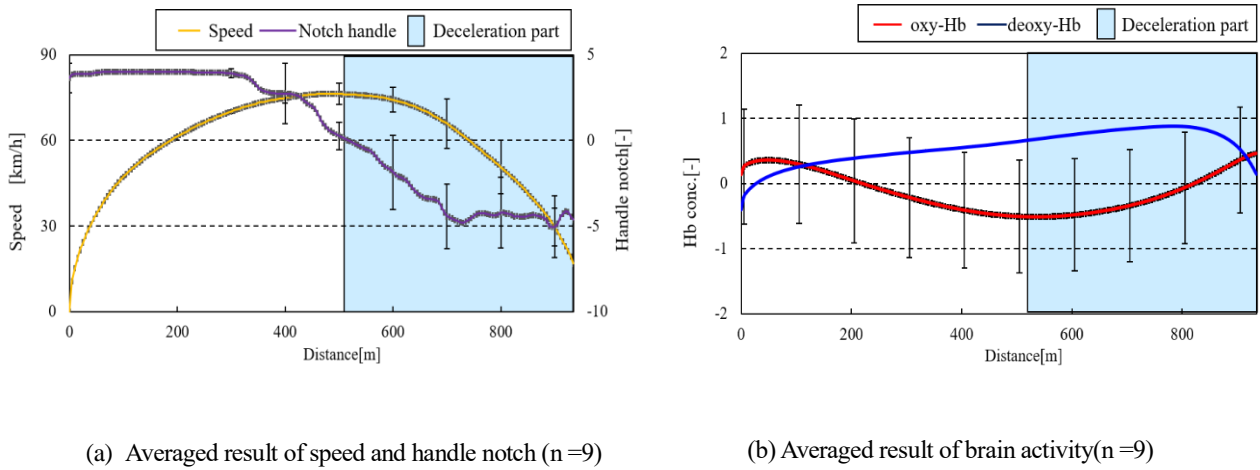 Speed Notch handle Deceleration part
90
60
30
0
Speed [km/h]
5
0
-5
-10
Handle notch[-]
0 200 400 600 800
Distance[m]
(a) Averaged result of speed and handle notch (n =9)
oxy-Hb deoxy-Hb Deceleration part
2
1
0
-1
-2
Hb conc.[-]
0 200 400 600 800
Distance[m]
(b) Averaged result of brain activity(n =9)